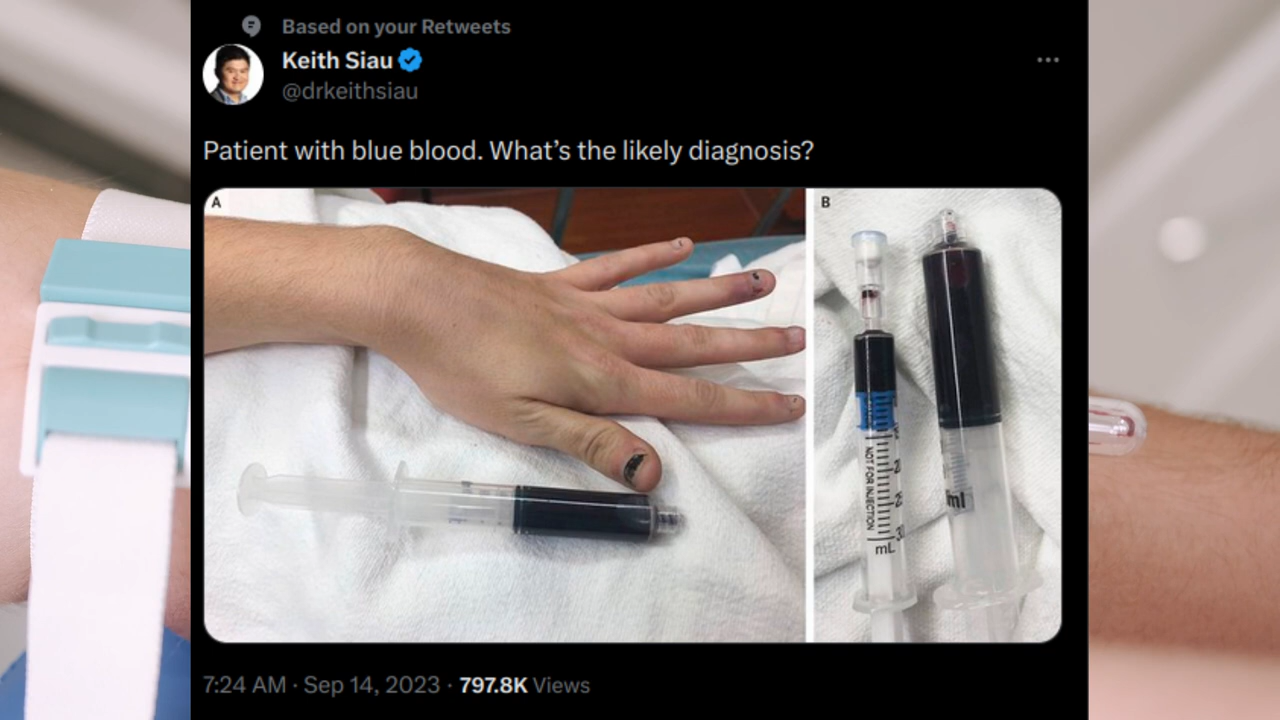 Based on your Retweets
Keith Siau
@drkeithsiau
Patient with blue blood. What’s the likely diagnosis?
A
B
NOT FOR INJECTION
mL
ml
7:24 AM · Sep 14, 2023 · 797.8K Views